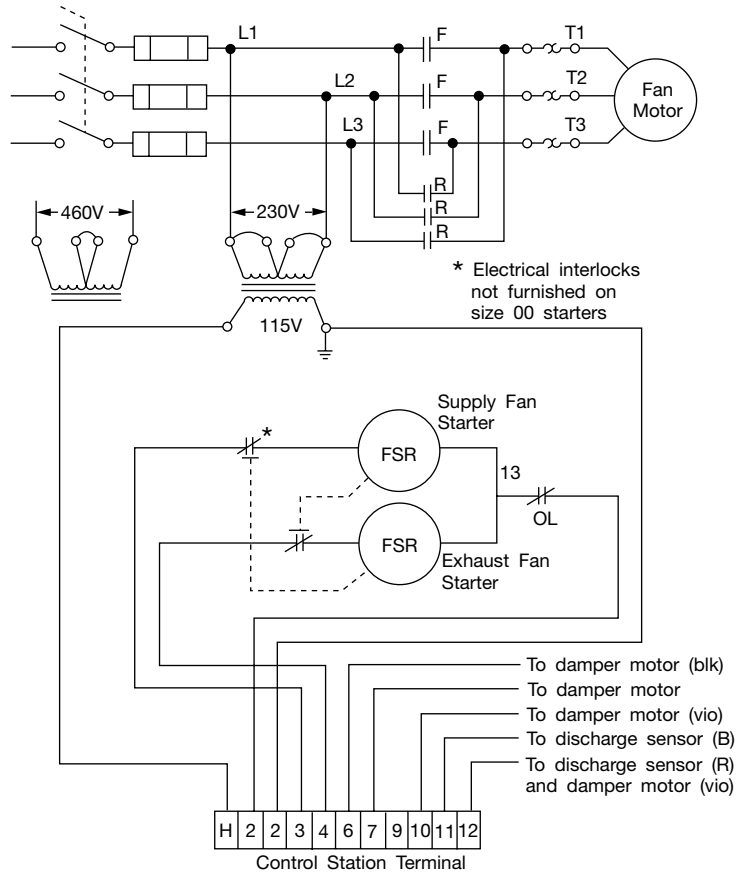 L1
F
T1
L2
F
T2
Fan
Motor
L3
F
T3
R
R
R
460V
230V
* Electrical interlocks
not furnished on
size 00 starters
115V
Supply Fan
Starter
*
FSR
13
OL
FSR
Exhaust Fan
Starter
To damper motor (blk)
To damper motor
To damper motor (vio)
To discharge sensor (B)
To discharge sensor (R)
and damper motor (vio)
H 2 2 3 4 6 7 9 10 11 12
Control Station Terminal